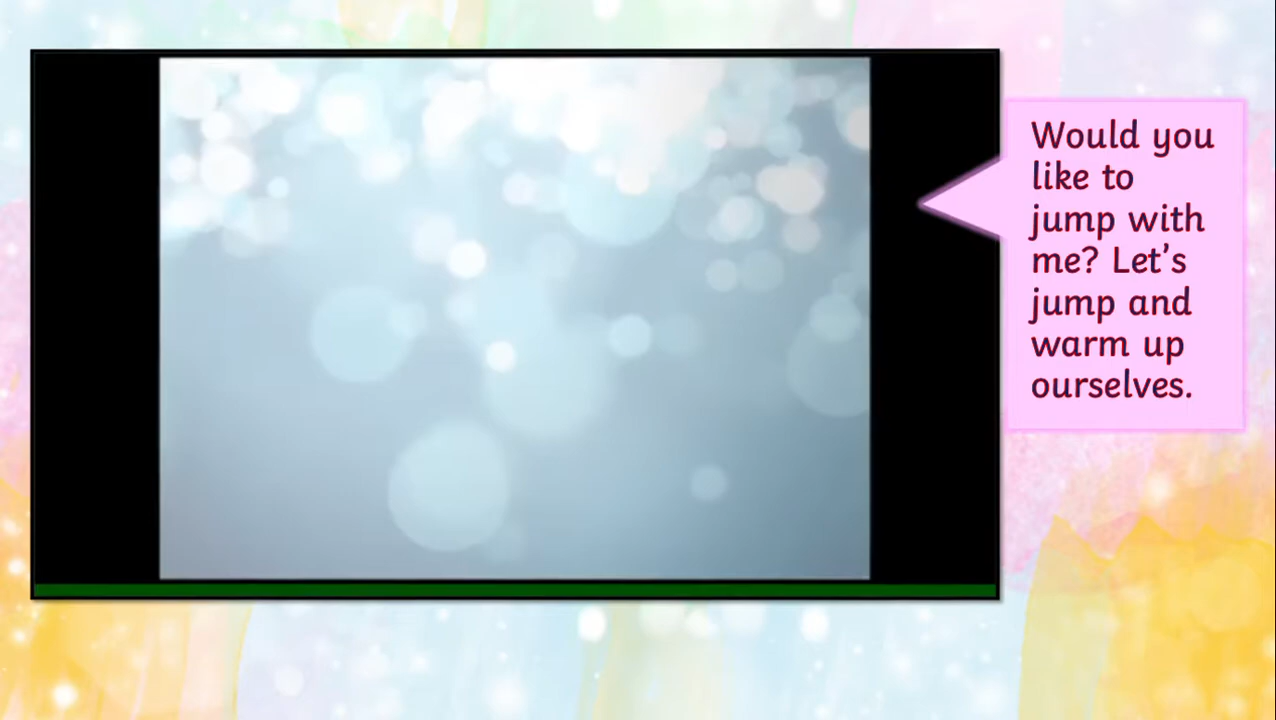 Would you
like to
jump with
me? Let's
jump and
warm up
ourselves.